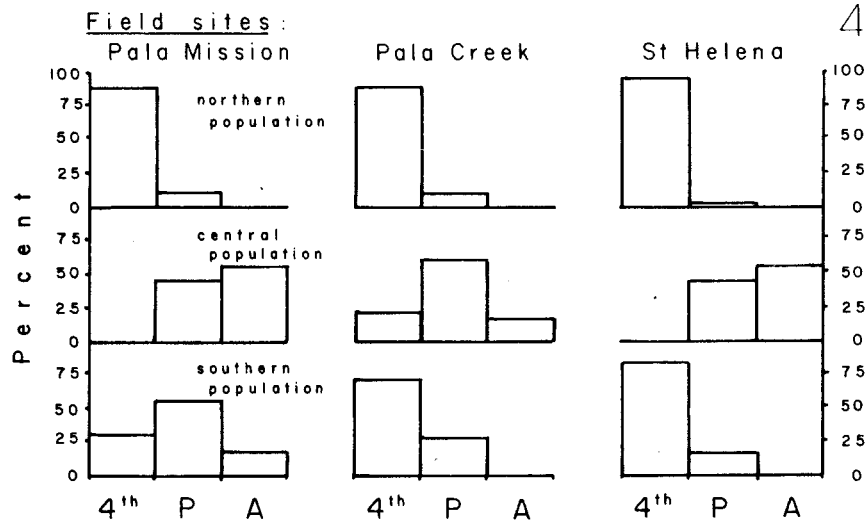 Field sites :
4
Pala Mission Pala Creek St Helena
100 100
75 northern 75
50 population 50
25 25
0 0
75 central 75
50 population 50
25 25
0 0
75 southern 75
50 population 50
25 25
0 0
Percent
4th P A 4th P A 4th P A